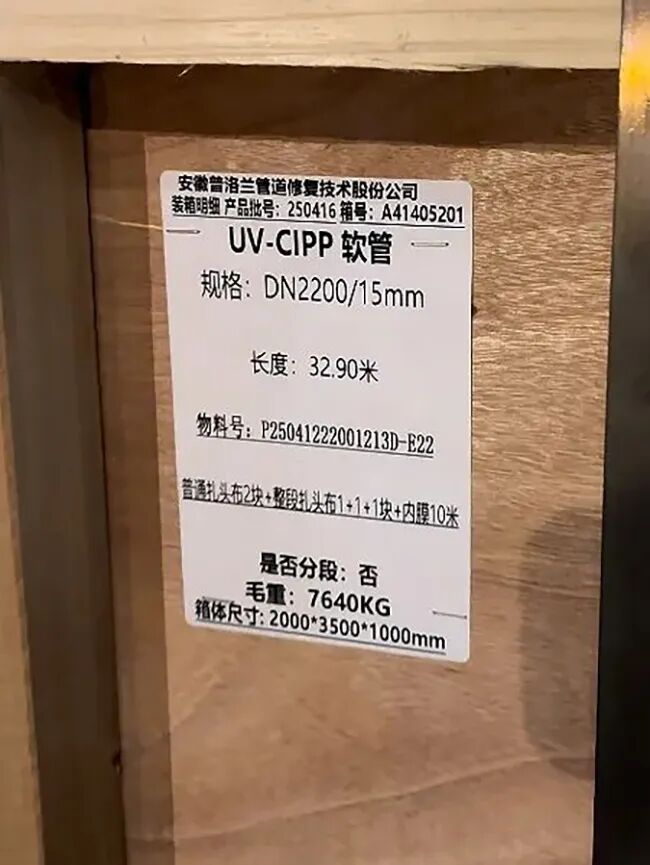 安徽普洛兰管道修复技术股份公司
装箱明细 产品批号：250416 箱号：A41405201
UV-CIPP 软管
规格：DN2200/15mm
长度：32.90米
物料号：P25041222001213D-E22
普通扎头布2块+整段扎头布1+1+1块+内膜10米
是否分段：否
毛重：7640KG
箱体尺寸：2000*3500*1000mm